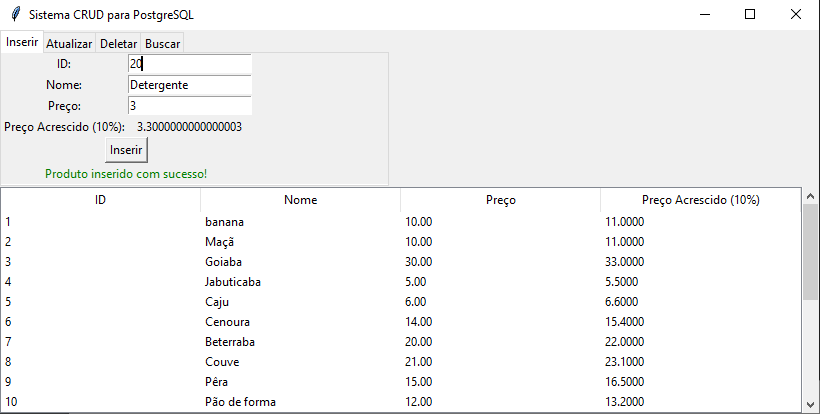 Sistema CRUD para PostgreSQL
Inserir Atualizar Deletar Buscar
ID: 20
Nome: Detergente
Preço: 3
Preço Acrescido (10%): 3.3000000000000003
Inserir
Produto inserido com sucesso!
ID Nome Preço Preço Acrescido (10%)
1 banana 10.00 11.0000
2 Maçã 10.00 11.0000
3 Goiaba 30.00 33.0000
4 Jabuticaba 5.00 5.5000
5 Caju 6.00 6.6000
6 Cenoura 14.00 15.4000
7 Beterraba 20.00 22.0000
8 Couve 21.00 23.1000
9 Pêra 15.00 16.5000
10 Pão de forma 12.00 13.2000